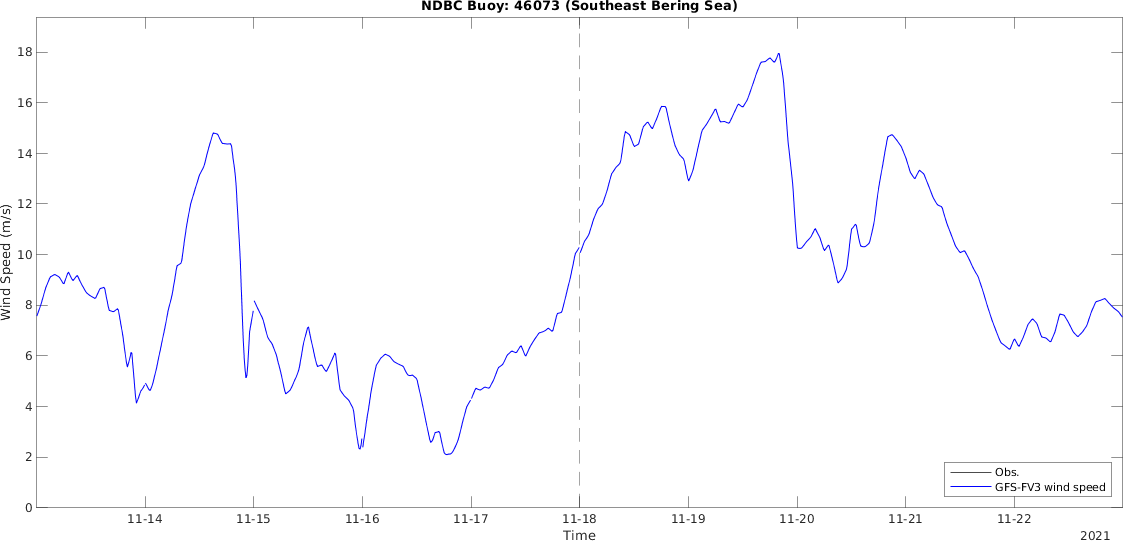 NDBC Buoy: 46073 (Southeast Bering Sea)
18
16
14
12
10
8
6
4
2
0
Wind Speed (m/s)
11-14 11-15 11-16 11-17 11-18 11-19 11-20 11-21 11-22
Time
2021
Obs.
GFS-FV3 wind speed